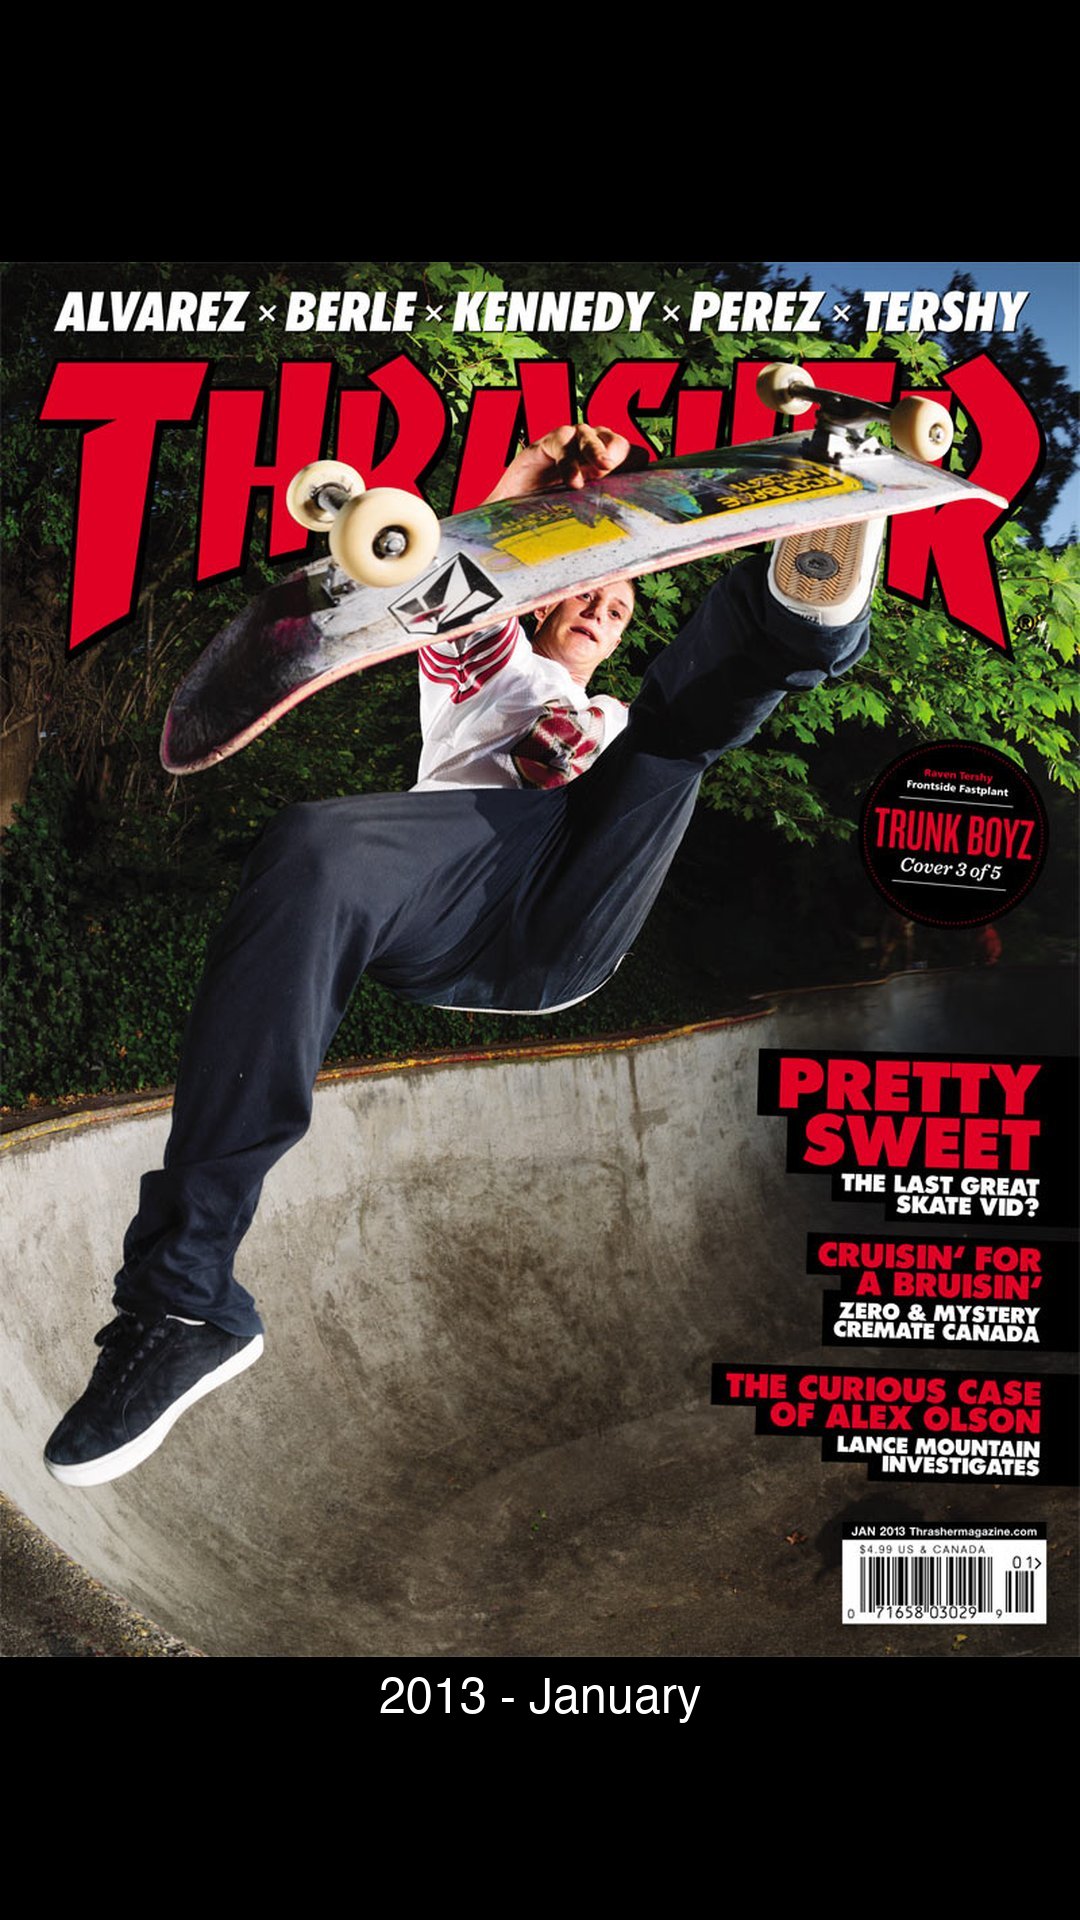 ALVAREZ × BERLE × KENNEDY × PEREZ × TERSHY
THRASHER
®
Raven Tershy
Frontside Fastplant
TRUNK BOYZ
Cover 3 of 5
PRETTY
SWEET
THE LAST GREAT
SKATE VID?
CRUISIN' FOR
A BRUISIN'
ZERO & MYSTERY
CREMATE CANADA
THE CURIOUS CASE
OF ALEX OLSON
LANCE MOUNTAIN
INVESTIGATES
JAN 2013 Thrashermagazine.com
$4.99 US & CANADA
01>
0 71658 03029 9
2013 - January